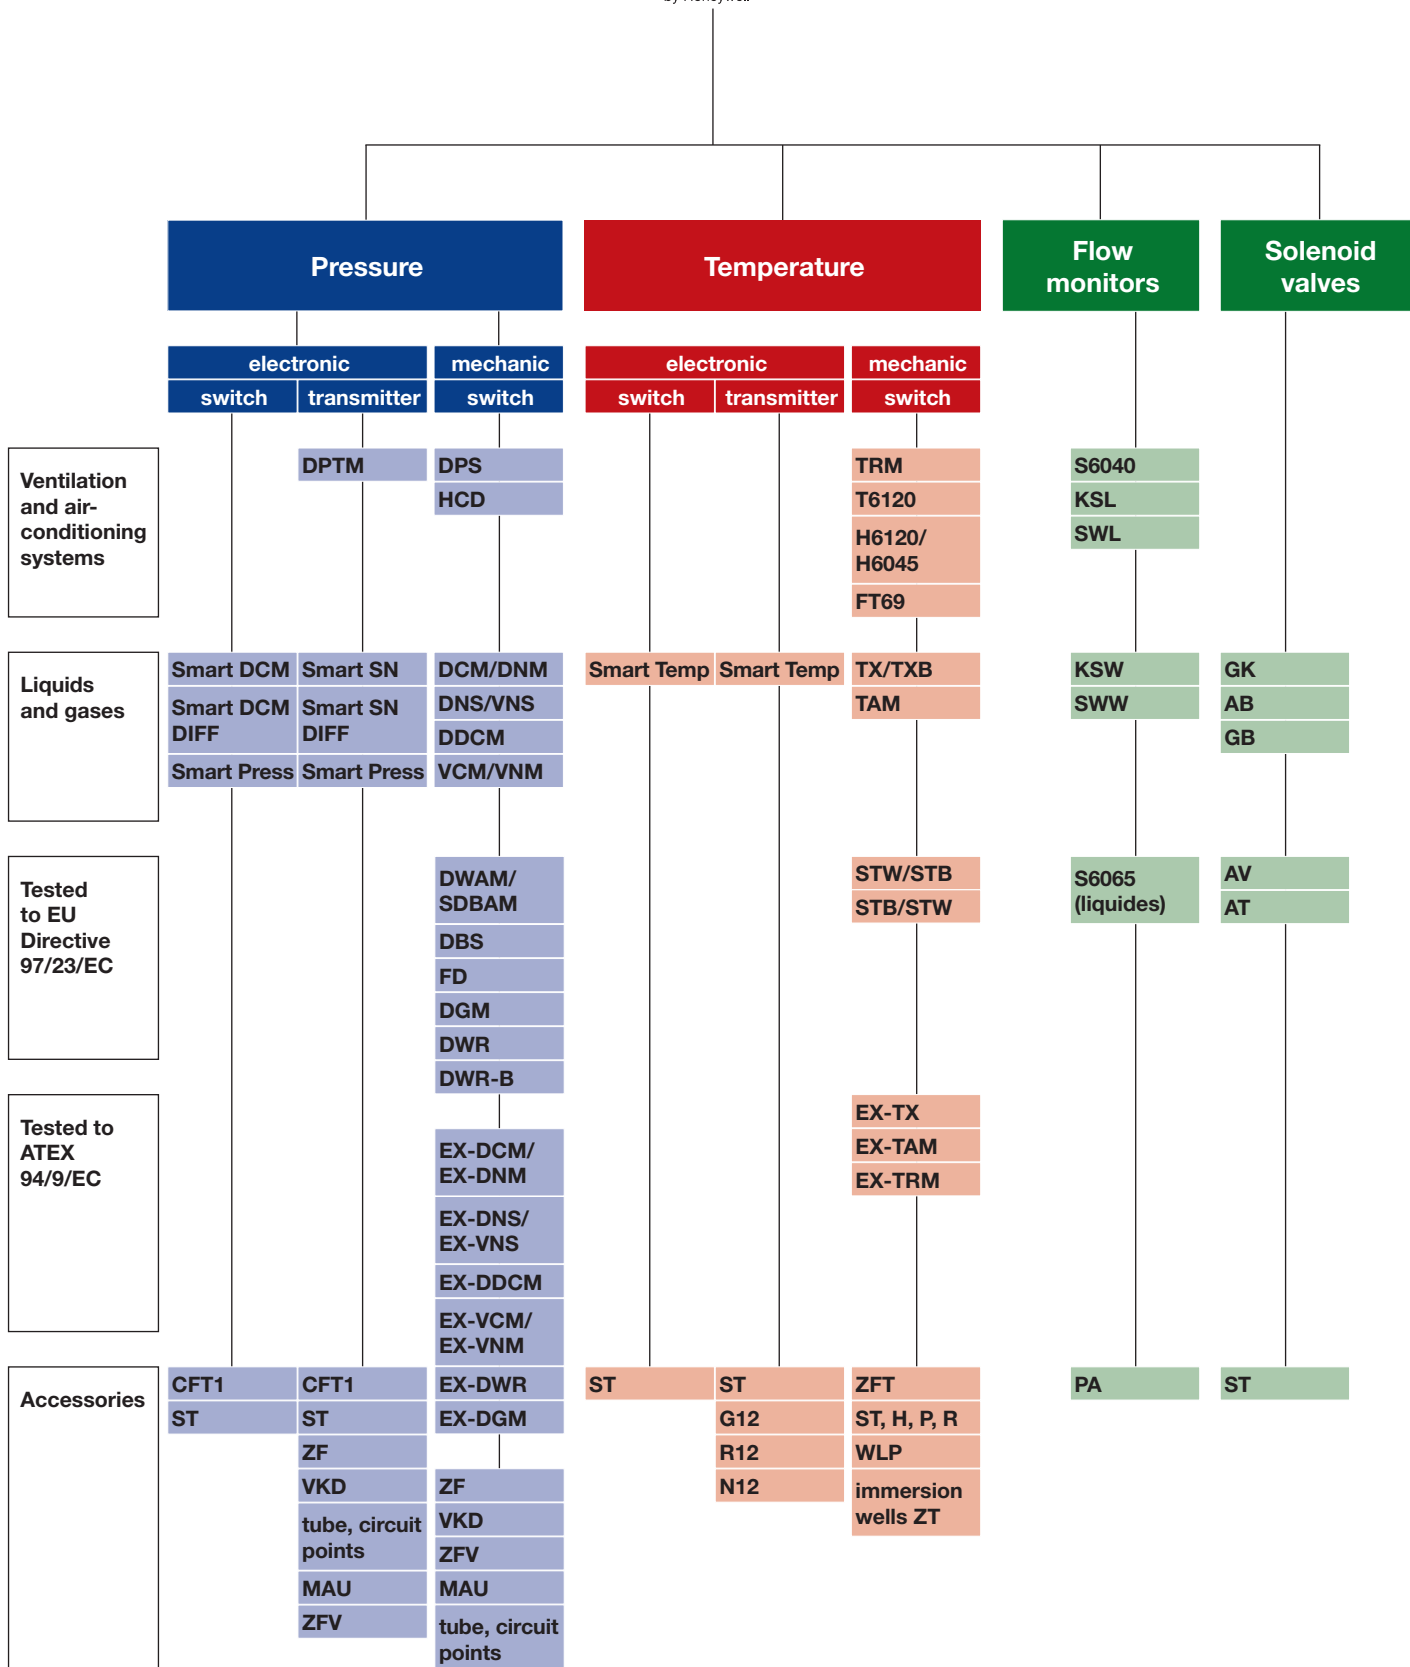 by Honeywell
Pressure
Temperature
Flow
monitors
Solenoid
valves
electronic
mechanic
electronic
mechanic
switch
transmitter
switch
switch
transmitter
switch
Ventilation
and air-
conditioning
systems
DPTM
DPS
HCD
TRM
T6120
H6120/
H6045
FT69
S6040
KSL
SWL
Liquids
and gases
Smart DCM
Smart DCM
DIFF
Smart Press
Smart SN
Smart SN
DIFF
Smart Press
DCM/DNM
DNS/VNS
DDCM
VCM/VNM
Smart Temp
Smart Temp
TX/TXB
TAM
KSW
SWW
GK
AB
GB
Tested
to EU
Directive
97/23/EC
DWAM/
SDBAM
DBS
FD
DGM
DWR
DWR-B
STW/STB
STB/STW
S6065
(liquides)
AV
AT
Tested to
ATEX
94/9/EC
EX-DCM/
EX-DNM
EX-DNS/
EX-VNS
EX-DDCM
EX-VCM/
EX-VNM
EX-DWR
EX-DGM
EX-TX
EX-TAM
EX-TRM
Accessories
CFT1
ST
CFT1
ST
ZF
VKD
tube, circuit
points
MAU
ZFV
ZF
VKD
ZFV
MAU
tube, circuit
points
ST
ST
G12
R12
N12
ZFT
ST, H, P, R
WLP
immersion
wells ZT
PA
ST